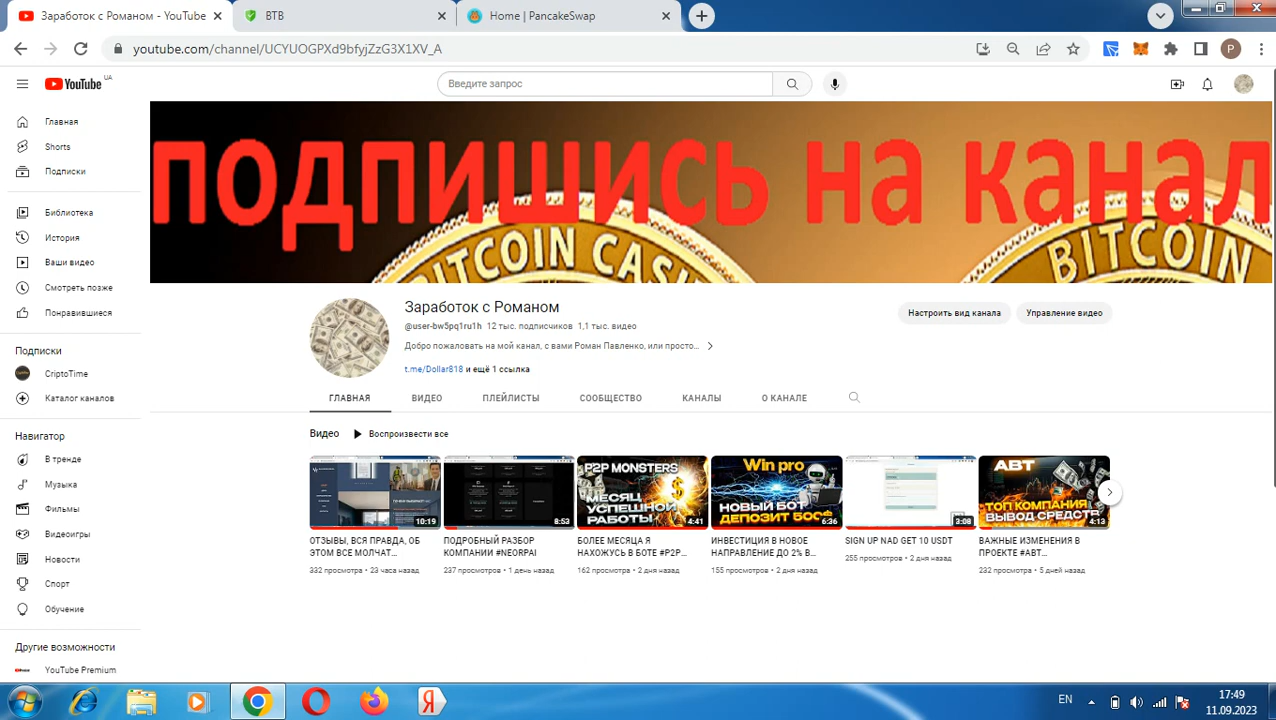 Заработок с Романом - YouTube
BTB
Home | PancakeSwap
youtube.com/channel/UCYUOGPXd9bfyjZzG3X1XV_A
P
YouTube UA
Введите запрос
Главная
Shorts
Подписки
Библиотека
История
Ваши видео
Смотреть позже
Понравившиеся
Подписки
CriptoTime
Каталог каналов
Навигатор
В тренде
Музыка
Фильмы
Видеоигры
Новости
Спорт
Обучение
Другие возможности
YouTube Premium
подпишись на канал
BITCOIN CASH
BITCOIN
Заработок с Романом
@user-bw5pq1ru1h 12 тыс. подписчиков 1,1 тыс. видео
Добро пожаловать на мой канал, с вами Роман Павленко, или просто...
t.me/Dollar818 и ещё 1 ссылка
Настроить вид канала
Управление видео
ГЛАВНАЯ ВИДЕО ПЛЕЙЛИСТЫ СООБЩЕСТВО КАНАЛЫ О КАНАЛЕ
Видео Воспроизвести все
10:19
ОТЗЫВЫ, ВСЯ ПРАВДА, ОБ
ЭТОМ ВСЕ МОЛЧАТ...
332 просмотра • 23 часа назад
8:53
ПОДРОБНЫЙ РАЗБОР
КОМПАНИИ #NEORPAI
237 просмотров • 1 день назад
P2P MONSTERS
МЕСЯЦ
УСПЕШНОЙ
РАБОТЫ!
4:41
БОЛЕЕ МЕСЯЦА Я
НАХОЖУСЬ В БОТЕ #P2P...
162 просмотра • 2 дня назад
Win pro
НОВЫЙ БОТ
ДЕПОЗИТ 600$
6:36
ИНВЕСТИЦИЯ В НОВОЕ
НАПРАВЛЕНИЕ ДО 2% В...
155 просмотров • 2 дня назад
3:08
SIGN UP NAD GET 10 USDT
255 просмотров • 2 дня назад
ABT
ТОП КОМПАНИЯ
ВЫВОД СРЕДСТВ
4:13
ВАЖНЫЕ ИЗМЕНЕНИЯ В
ПРОЕКТЕ #ABT...
232 просмотра • 5 дней назад
EN
17:49
11.09.2023